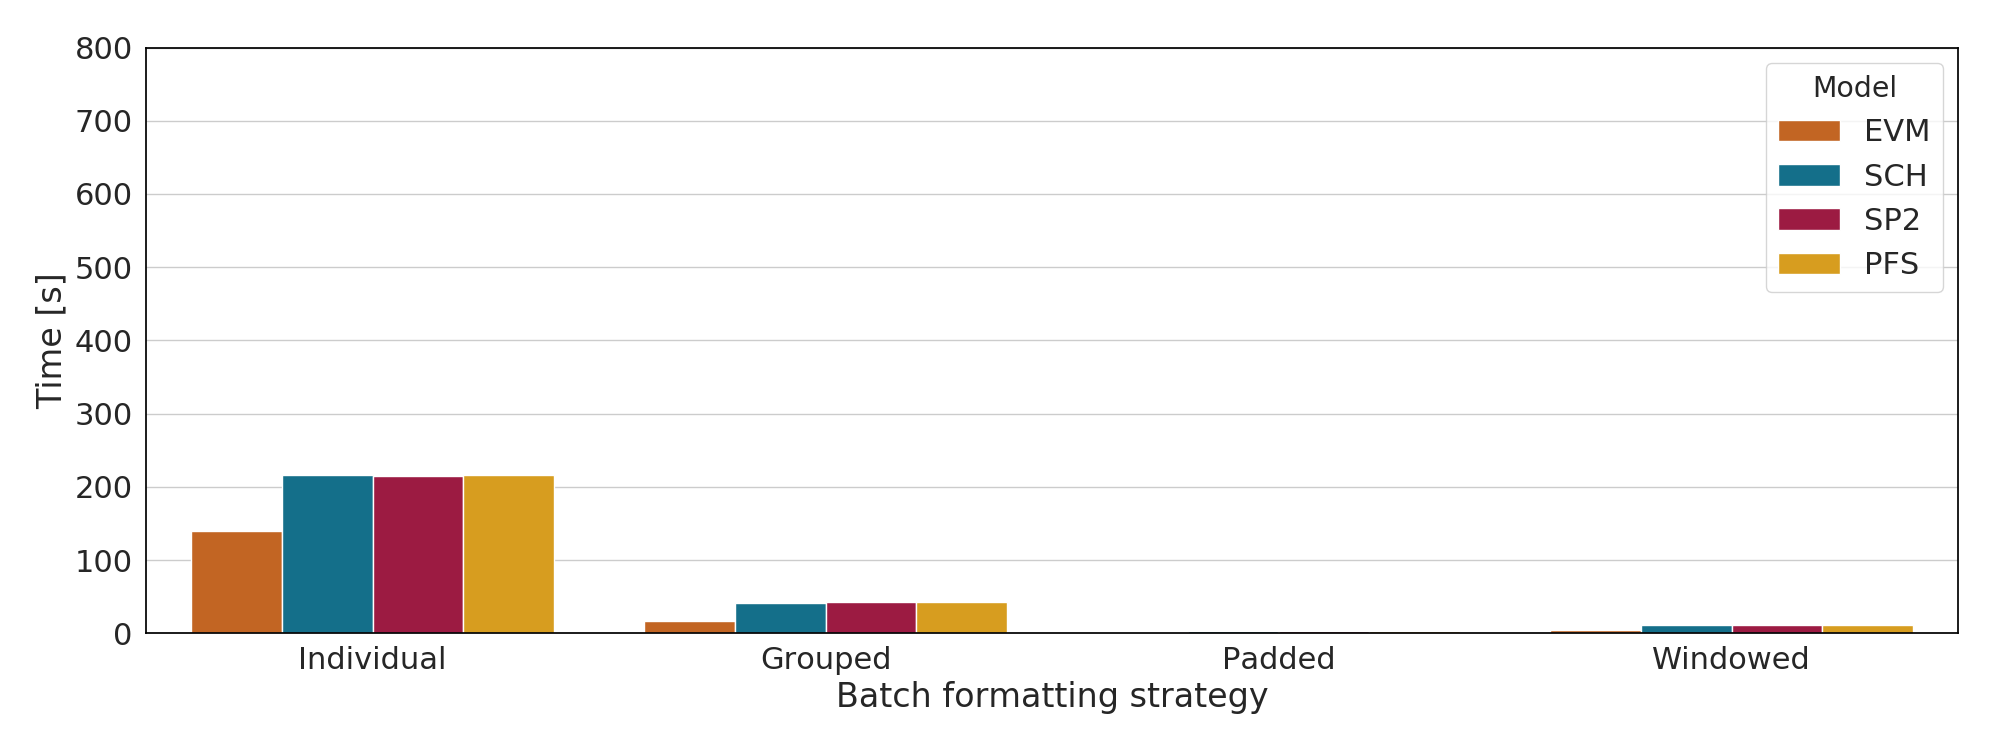 800
700
600
500
400
300
200
100
0
Time [s]
Model
EVM
SCH
SP2
PFS
Individual Grouped Padded Windowed
Batch formatting strategy